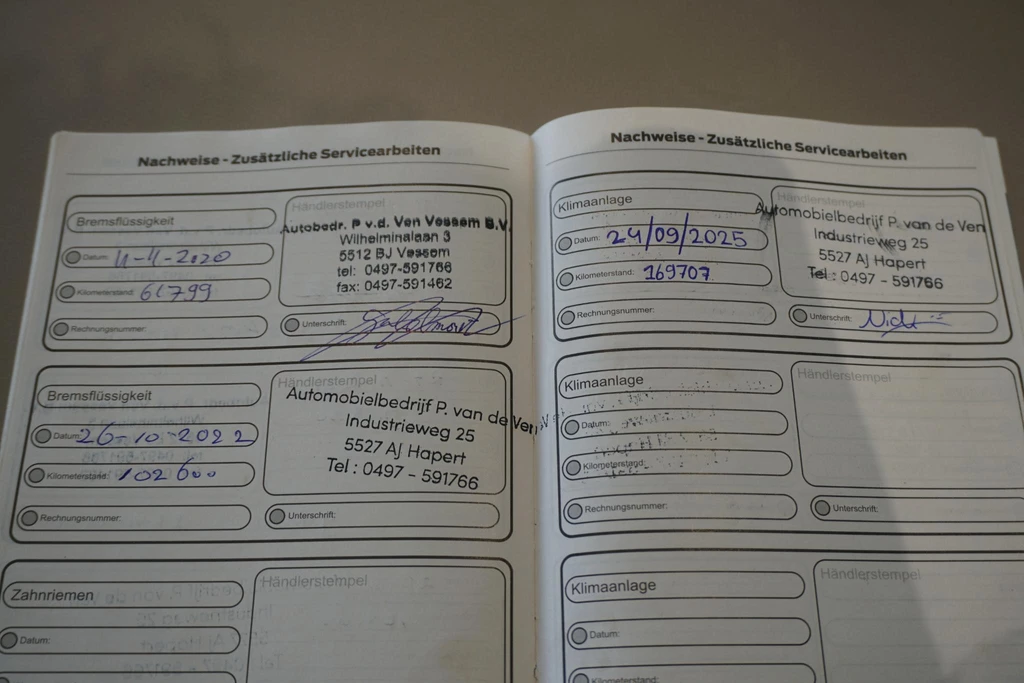 Nachweise - Zusätzliche Servicearbeiten
Bremsflüssigkeit
Händlerstempel
Autobedr. P v.d. Ven Vessem B.V.
Wilhelminalaan 3
5512 BJ Vessem
tel: 0497-591766
fax: 0497-591462
Datum: 11-11-2020
Kilometerstand: 61799
Rechnungsnummer:
Unterschrift:
Bremsflüssigkeit
Händlerstempel
Automobielbedrijf P. van de Ven
Industrieweg 25
5527 AJ Hapert
Tel : 0497 - 591766
Datum: 26-10-2022
Kilometerstand: 102600
Rechnungsnummer:
Unterschrift:
Zahnriemen
Händlerstempel
Datum:
Nachweise - Zusätzliche Servicearbeiten
Klimaanlage
Händlerstempel
Automobielbedrijf P. van de Ven
Industrieweg 25
5527 AJ Hapert
Tel : 0497 - 591766
Datum: 24/09/2025
Kilometerstand: 169707
Rechnungsnummer:
Unterschrift:
Klimaanlage
Händlerstempel
Datum:
Kilometerstand:
Rechnungsnummer:
Unterschrift:
Klimaanlage
Händlerstempel
Datum:
Kilometerstand: